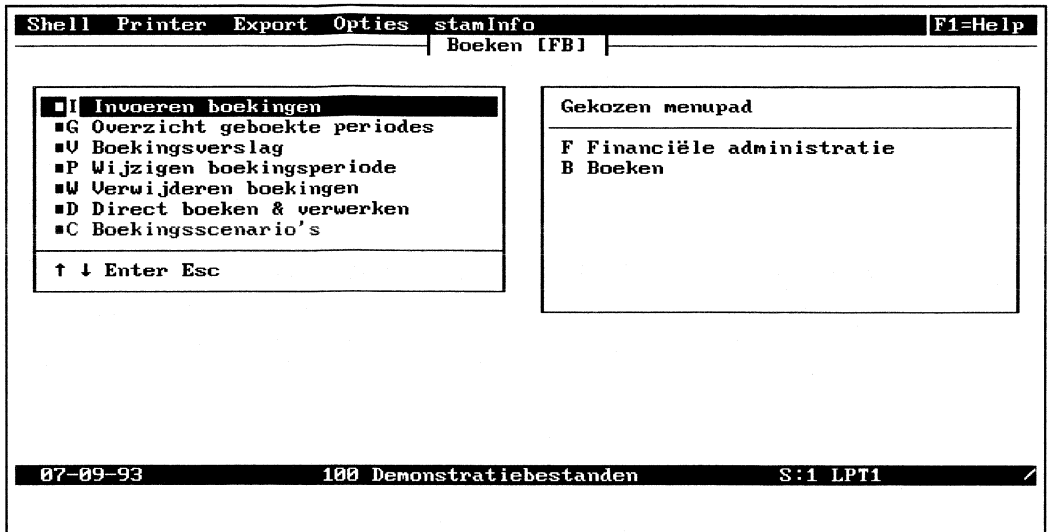 Shell Printer Export Opties stamInfo F1=Help
Boeken [FB]
I Invoeren boekingen
G Overzicht geboekte periodes
V Boekingsverslag
P Wijzigen boekingsperiode
W Verwijderen boekingen
D Direct boeken & verwerken
C Boekingsscenario's
↑ ↓ Enter Esc
Gekozen menupad
F Financiële administratie
B Boeken
07-09-93 100 Demonstratiebestanden S:1 LPT1 /